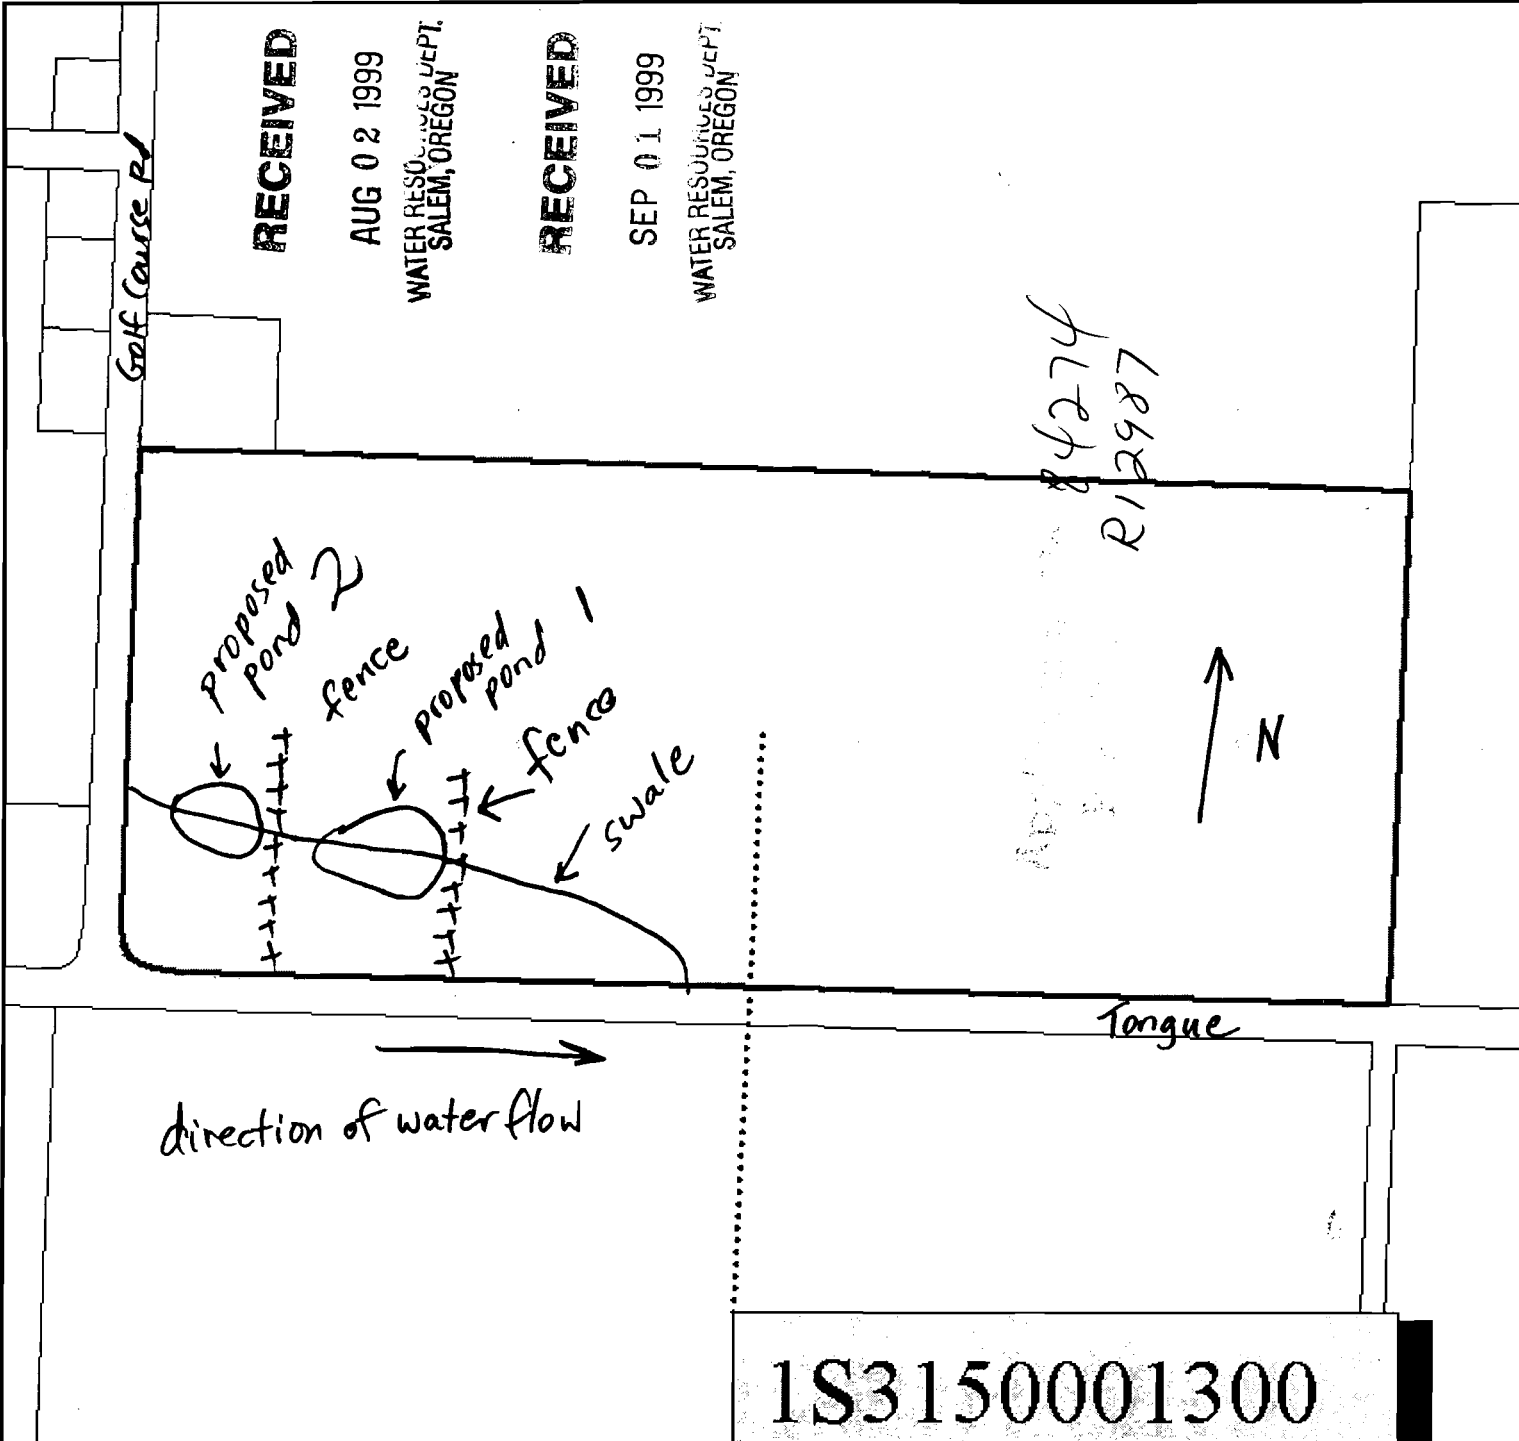 RECEIVED
AUG 02 1999
WATER RESOURCES DEPT.
SALEM, OREGON
RECEIVED
SEP 01 1999
WATER RESOURCES DEPT.
SALEM, OREGON
Golf Course Rd
84274
R12987
proposed
pond 2
fence
proposed
pond 1
fence
swale
N
Tongue
direction of water flow
1S3150001300